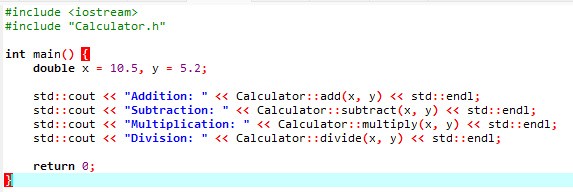 #include <iostream>
#include "Calculator.h"

int main() {
    double x = 10.5, y = 5.2;

    std::cout << "Addition: " << Calculator::add(x, y) << std::endl;
    std::cout << "Subtraction: " << Calculator::subtract(x, y) << std::endl;
    std::cout << "Multiplication: " << Calculator::multiply(x, y) << std::endl;
    std::cout << "Division: " << Calculator::divide(x, y) << std::endl;

    return 0;
}